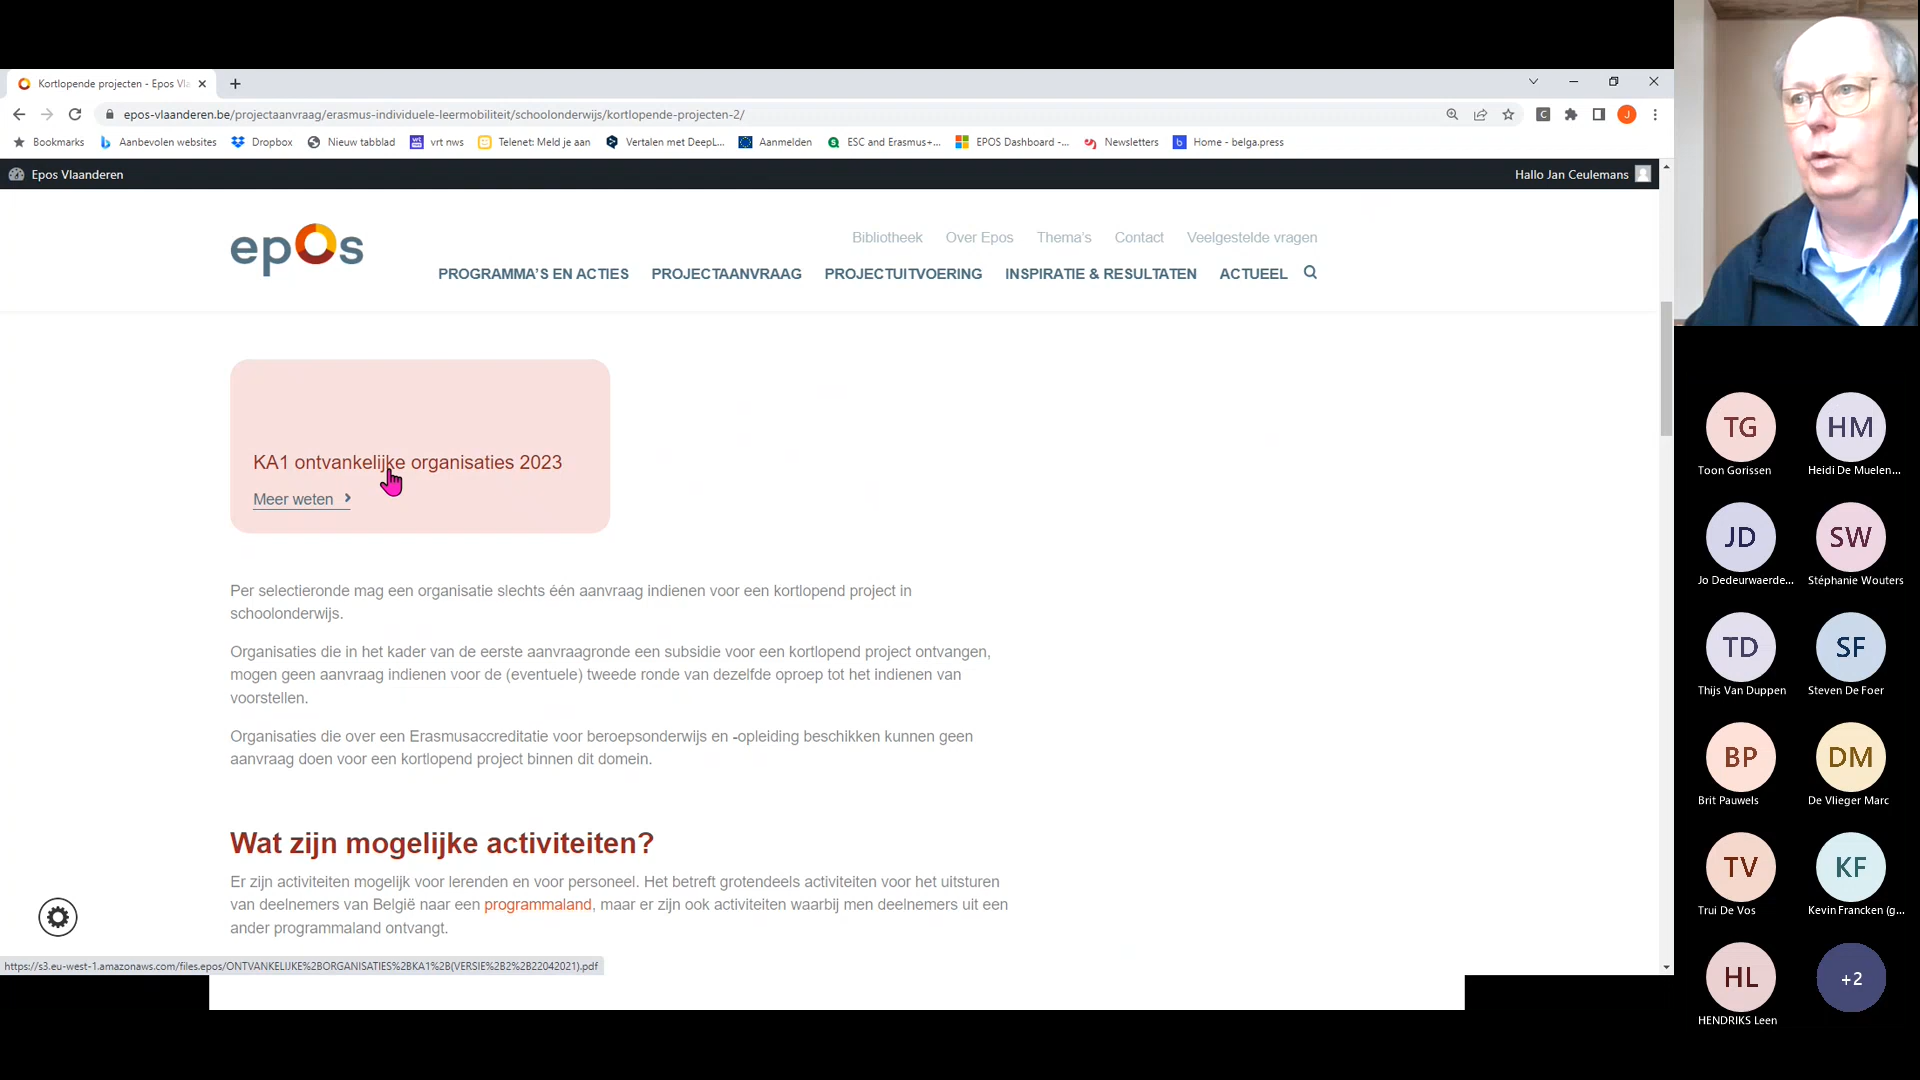 Kortlopende projecten - Epos Vla
epos-vlaanderen.be/projectaanvraag/erasmus-individuele-leermobiliteit/schoolonderwijs/kortlopende-projecten-2/
C
J
Bookmarks
Aanbevolen websites
Dropbox
Nieuw tabblad
vrt nws
Telenet: Meld je aan
Vertalen met DeepL...
Aanmelden
ESC and Erasmus+...
EPOS Dashboard -...
Newsletters
b
Home - belga.press
Epos Vlaanderen
Hallo Jan Ceulemans
epos
Bibliotheek
Over Epos
Thema's
Contact
Veelgestelde vragen
PROGRAMMA'S EN ACTIES
PROJECTAANVRAAG
PROJECTUITVOERING
INSPIRATIE & RESULTATEN
ACTUEEL
KA1 ontvankelijke organisaties 2023
Meer weten
Per selectieronde mag een organisatie slechts één aanvraag indienen voor een kortlopend project in
schoolonderwijs.
Organisaties die in het kader van de eerste aanvraagronde een subsidie voor een kortlopend project ontvangen,
mogen geen aanvraag indienen voor de (eventuele) tweede ronde van dezelfde oproep tot het indienen van
voorstellen.
Organisaties die over een Erasmusaccreditatie voor beroepsonderwijs en -opleiding beschikken kunnen geen
aanvraag doen voor een kortlopend project binnen dit domein.
Wat zijn mogelijke activiteiten?
Er zijn activiteiten mogelijk voor lerenden en voor personeel. Het betreft grotendeels activiteiten voor het uitsturen
van deelnemers van België naar een programmaland, maar er zijn ook activiteiten waarbij men deelnemers uit een
ander programmaland ontvangt.
https://s3.eu-west-1.amazonaws.com/files.epos/ONTVANKELIJKE%2BORGANISATIES%2BKA1%2B(VERSIE%2B2%2B22042021).pdf
TG
Toon Gorissen
HM
Heidi De Muelen...
JD
Jo Dedeurwaerde...
SW
Stéphanie Wouters
TD
Thijs Van Duppen
SF
Steven De Foer
BP
Brit Pauwels
DM
De Vlieger Marc
TV
Trui De Vos
KF
Kevin Francken (g...
HL
HENDRIKS Leen
+2